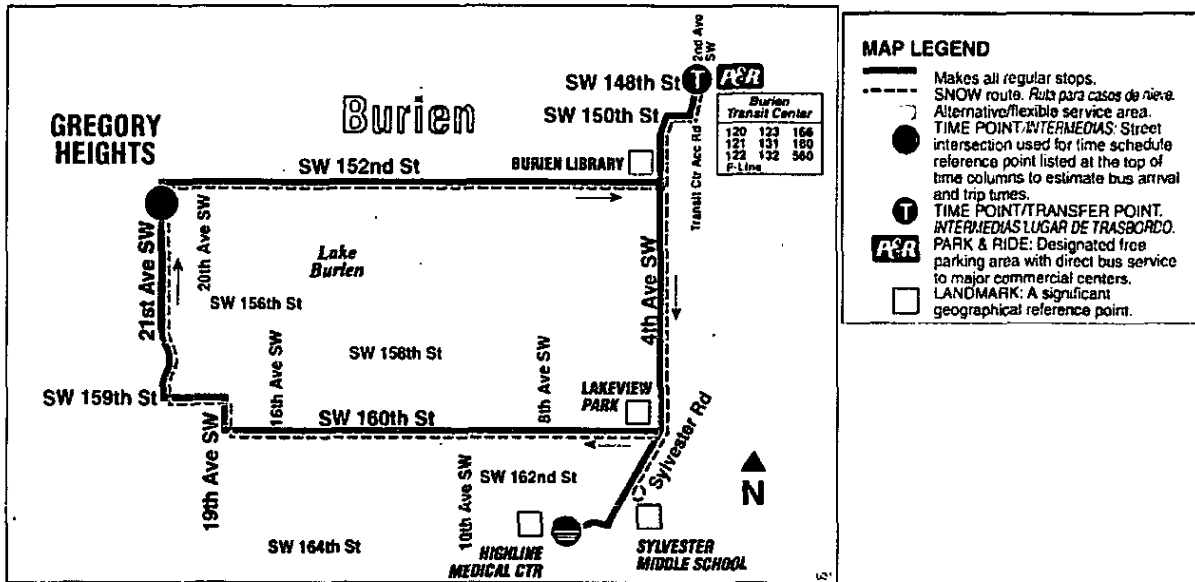 2nd Ave
SW
SW 148th St
T
P&R
SW 150th St
Burien
Transit Center
120 123 166
121 131 180
122 132 560
F-Line
Burien
GREGORY
HEIGHTS
SW 152nd St
BURIEN LIBRARY
Transit Ctr Acc Rd
20th Ave SW
21st Ave SW
Lake
Burien
SW 156th St
4th Ave SW
16th Ave SW
SW 158th St
8th Ave SW
LAKEVIEW
PARK
SW 159th St
SW 160th St
19th Ave SW
Sylvester Rd
10th Ave SW
SW 162nd St
N
SW 164th St
HIGHLINE
MEDICAL CTR
SYLVESTER
MIDDLE SCHOOL
MAP LEGEND
Makes all regular stops.
SNOW route. Ruta para casos de nieve.
Alternative/flexible service area.
TIME POINT/INTERMEDIAS: Street
intersection used for time schedule
reference point listed at the top of
time columns to estimate bus arrival
and trip times.
T
TIME POINT/TRANSFER POINT.
INTERMEDIAS LUGAR DE TRASBORDO.
P&R
PARK & RIDE: Designated free
parking area with direct bus service
to major commercial centers.
LANDMARK: A significant
geographical reference point.